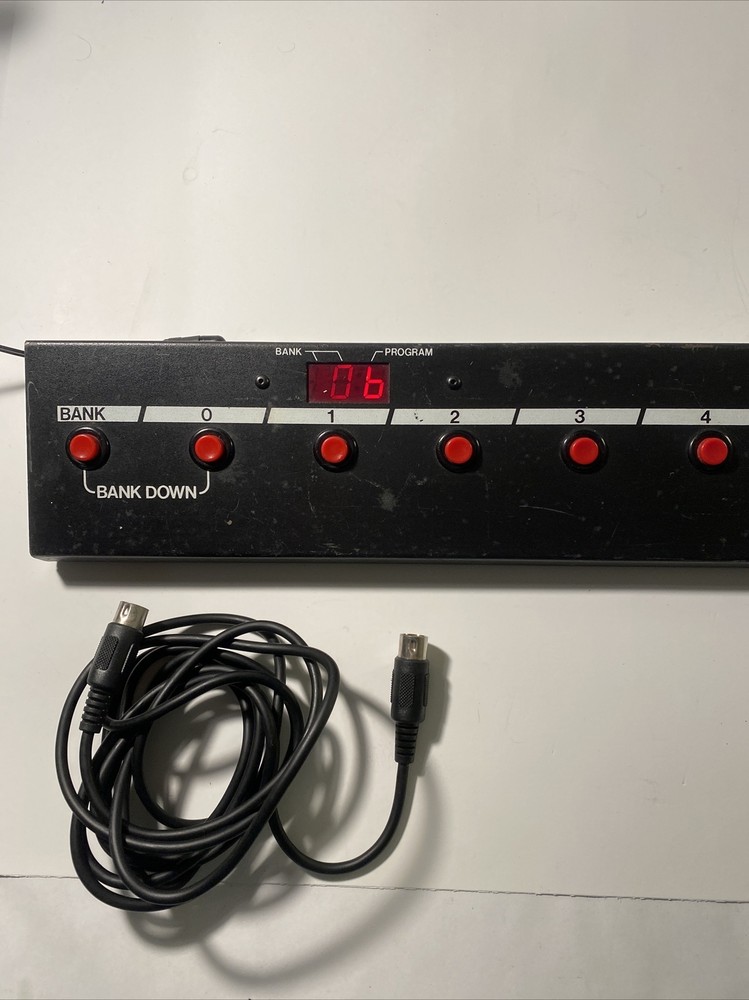 BANK PROGRAM
06
BANK 0 1 2 3 4
BANK DOWN